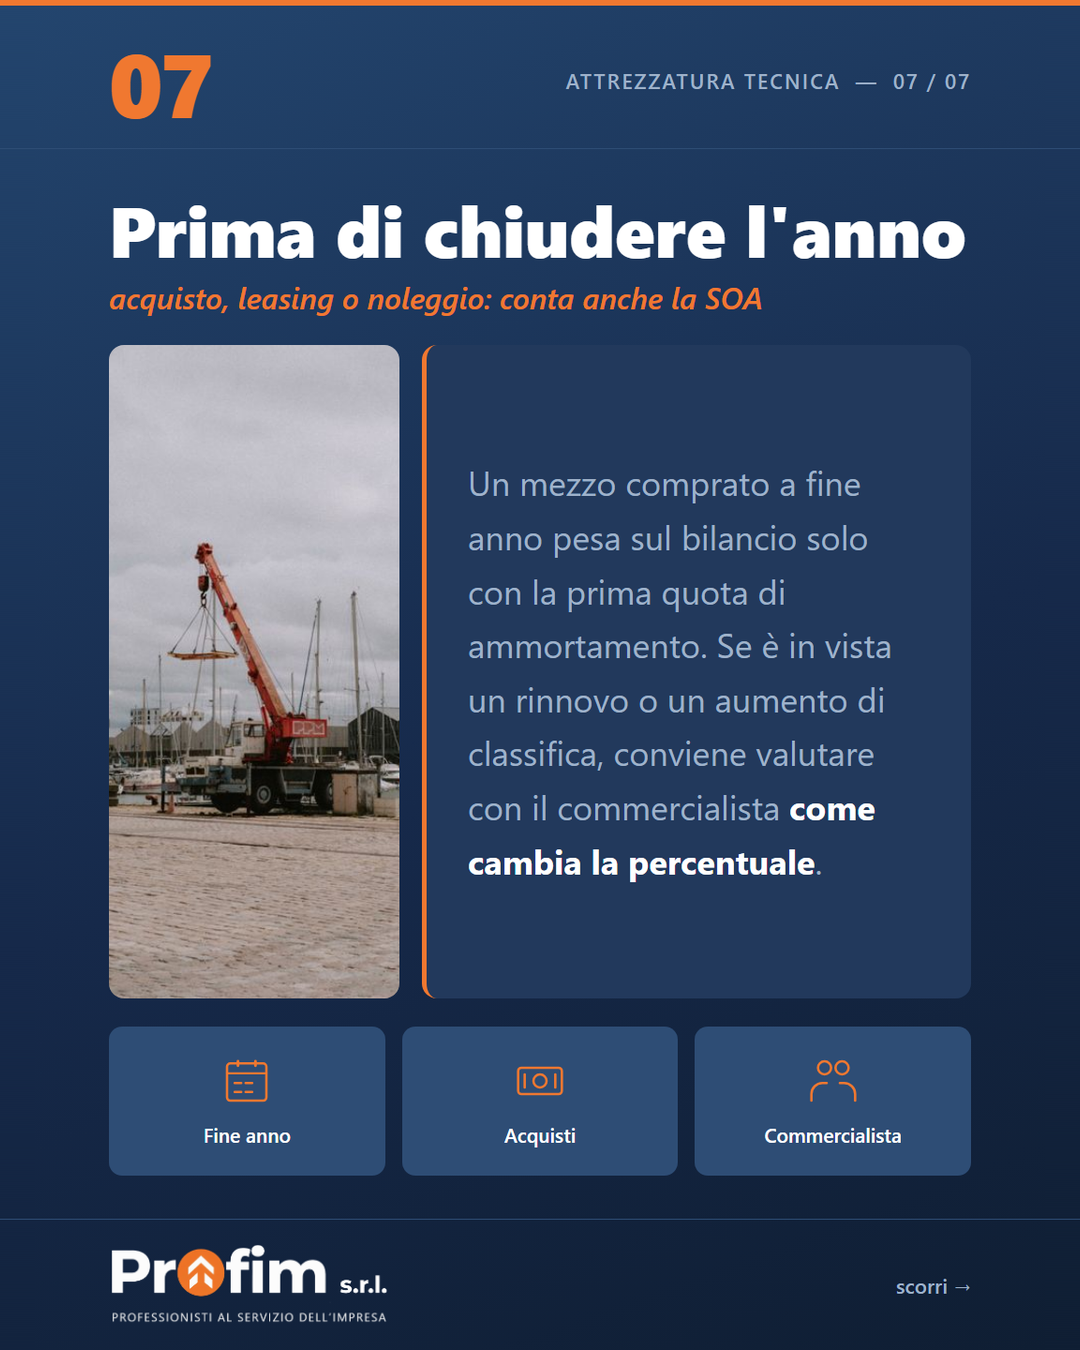 07
ATTREZZATURA TECNICA — 07 / 07
Prima di chiudere l'anno
acquisto, leasing o noleggio: conta anche la SOA
PPM
Un mezzo comprato a fine
anno pesa sul bilancio solo
con la prima quota di
ammortamento. Se è in vista
un rinnovo o un aumento di
classifica, conviene valutare
con il commercialista come
cambia la percentuale.
Fine anno
Acquisti
Commercialista
Profim s.r.l.
PROFESSIONISTI AL SERVIZIO DELL'IMPRESA
scorri →